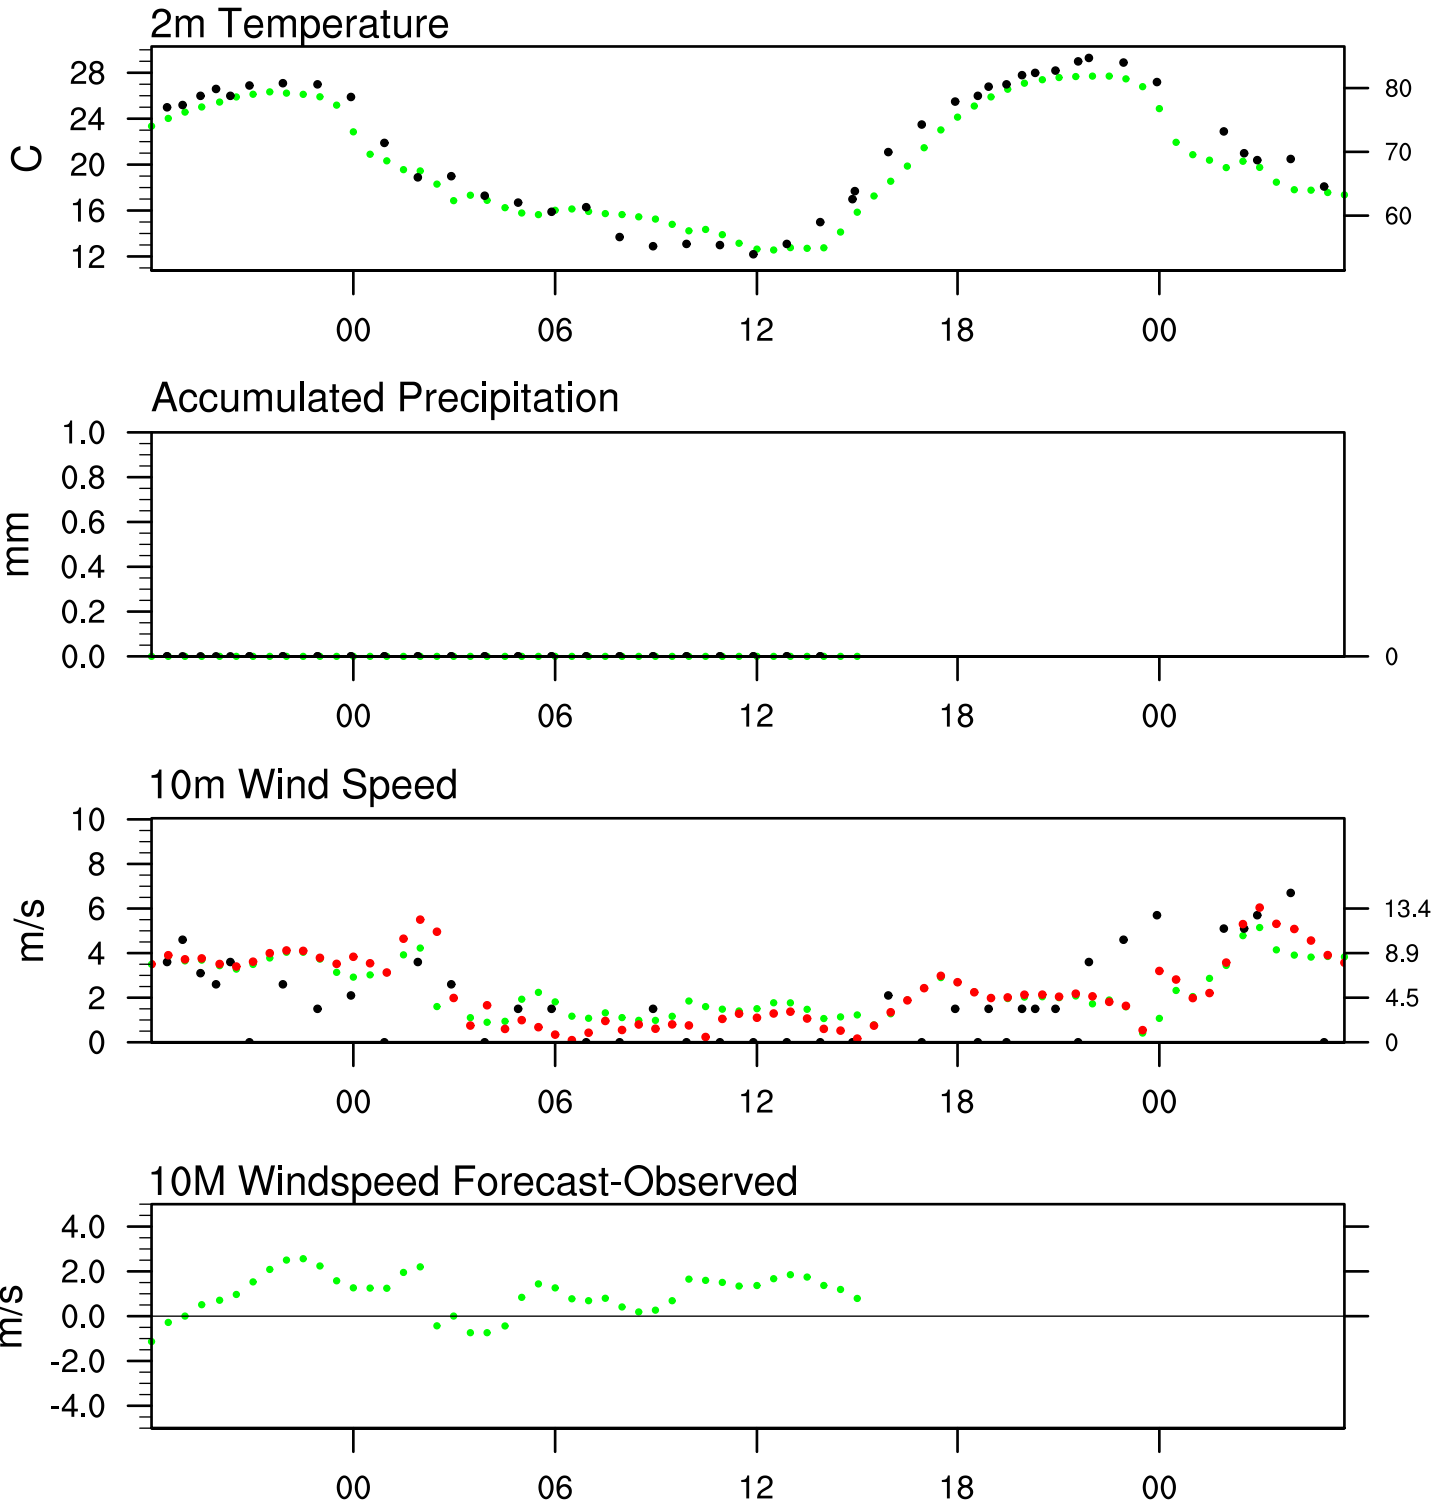 2m Temperature
28
24
20
16
12
C
80
70
60
00 06 12 18 00
Accumulated Precipitation
1.0
0.8
0.6
0.4
0.2
0.0
mm
0
00 06 12 18 00
10m Wind Speed
10
8
6
4
2
0
m/s
13.4
8.9
4.5
0
00 06 12 18 00
10M Windspeed Forecast-Observed
4.0
2.0
0.0
-2.0
-4.0
m/s
00 06 12 18 00